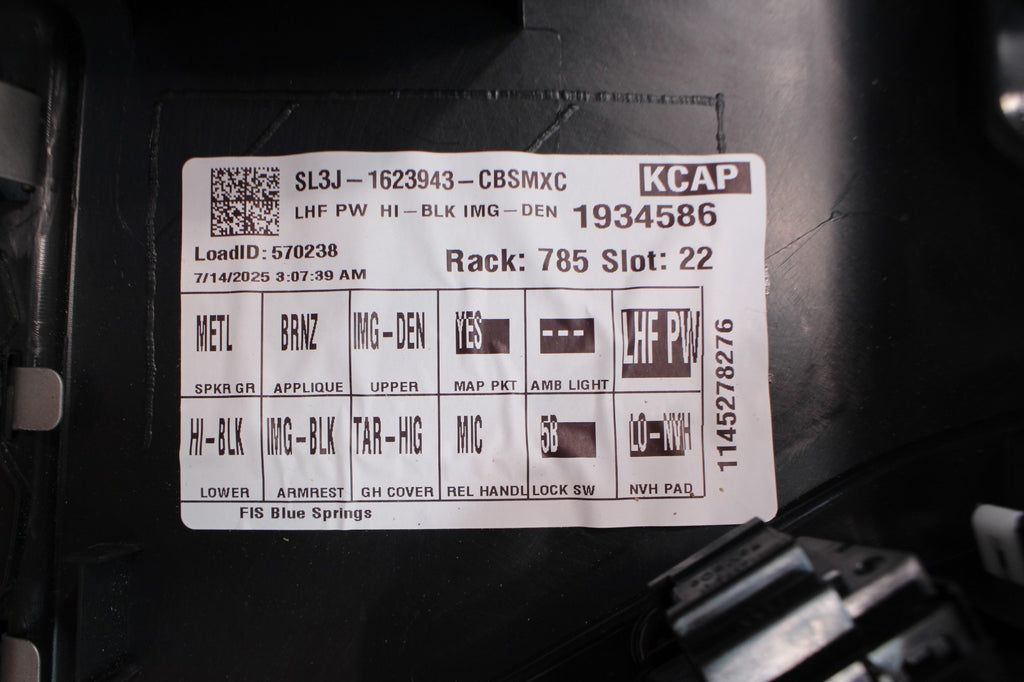 SL3J-1623943-CBSMXC KCAP
LHF PW HI-BLK IMG-DEN 1934586
LoadID: 570238
Rack: 785 Slot: 22
7/14/2025 3:07:39 AM
METL BRNZ IMG-DEN YES --- LHF PW
SPKR GR APPLIQUE UPPER MAP PKT AMB LIGHT
HI-BLK IMG-BLK TAR-HIG MIC 5B LO-NVH
LOWER ARMREST GH COVER REL HANDL LOCK SW NVH PAD
FIS Blue Springs
1145278276